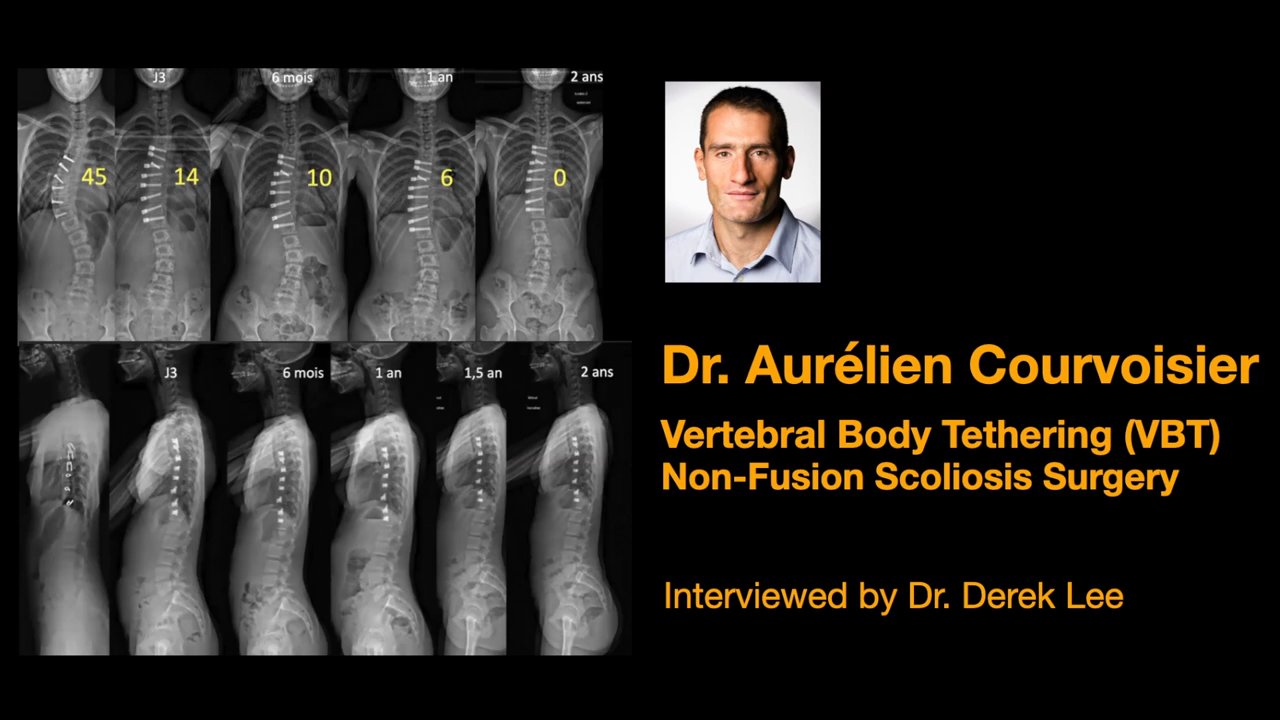 J3 6 mois 1 an 2 ans
45 14 10 6 0
J3 6 mois 1 an 1,5 an 2 ans
Dr. Aurélien Courvoisier
Vertebral Body Tethering (VBT)
Non-Fusion Scoliosis Surgery
Interviewed by Dr. Derek Lee